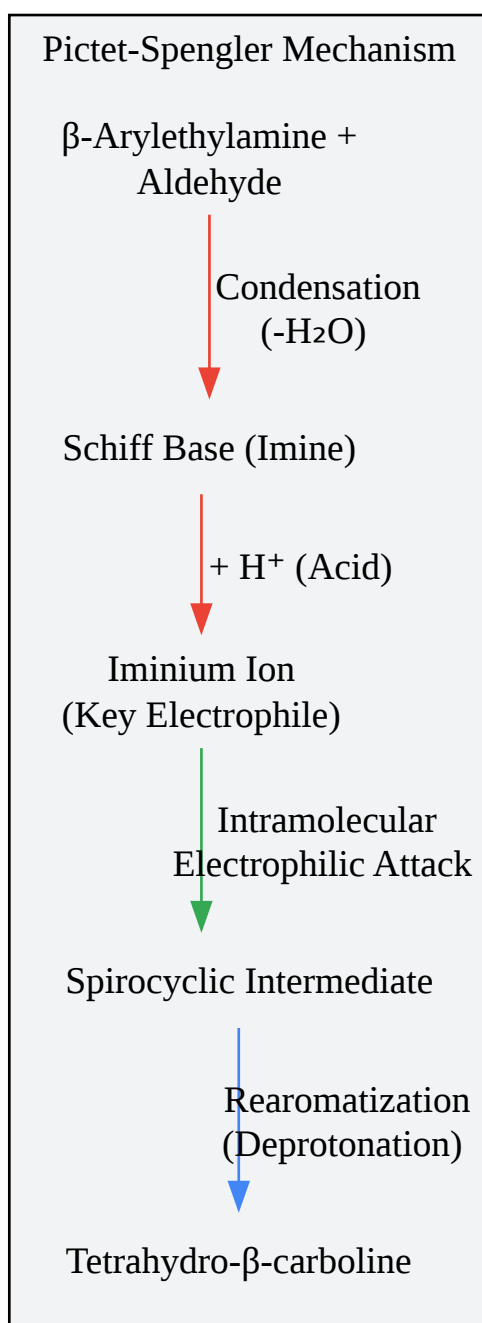 Pictet-Spengler Mechanism
β-Arylethylamine +
Aldehyde
Condensation
(-H₂O)
Schiff Base (Imine)
+ H⁺ (Acid)
Iminium Ion
(Key Electrophile)
Intramolecular
Electrophilic Attack
Spirocyclic Intermediate
Rearomatization
(Deprotonation)
Tetrahydro-β-carboline